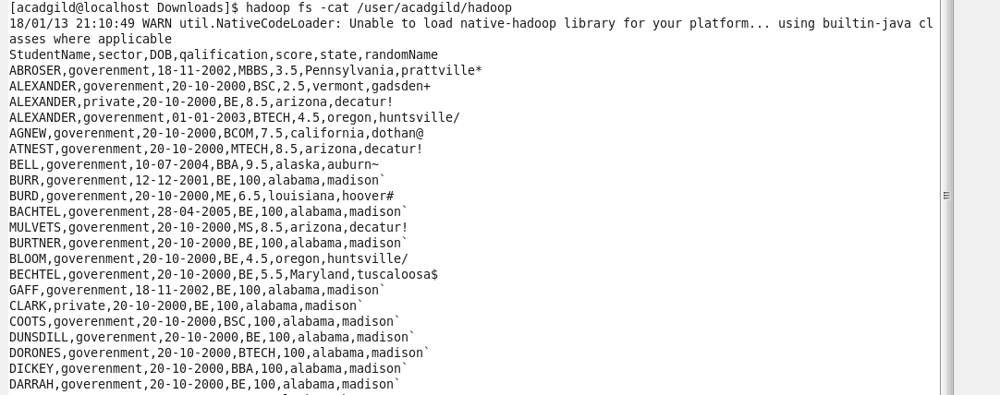 [acadgild@localhost Downloads]$ hadoop fs -cat /user/acadgild/hadoop
18/01/13 21:10:49 WARN util.NativeCodeLoader: Unable to load native-hadoop library for your platform... using builtin-java cl
asses where applicable
StudentName,sector,DOB,qalification,score,state,randomName
ABROSER,goverenment,18-11-2002,MBBS,3.5,Pennsylvania,prattville*
ALEXANDER,goverenment,20-10-2000,BSC,2.5,vermont,gadsden+
ALEXANDER,private,20-10-2000,BE,8.5,arizona,decatur!
ALEXANDER,goverenment,01-01-2003,BTECH,4.5,oregon,huntsville/
AGNEW,goverenment,20-10-2000,BCOM,7.5,california,dothan@
ATNEST,goverenment,20-10-2000,MTECH,8.5,arizona,decatur!
BELL,goverenment,10-07-2004,BBA,9.5,alaska,auburn~
BURR,goverenment,12-12-2001,BE,100,alabama,madison`
BURD,goverenment,20-10-2000,ME,6.5,louisiana,hoover#
BACHTEL,goverenment,28-04-2005,BE,100,alabama,madison`
MULVETS,goverenment,20-10-2000,MS,8.5,arizona,decatur!
BURTNER,goverenment,20-10-2000,BE,100,alabama,madison`
BLOOM,goverenment,20-10-2000,BE,4.5,oregon,huntsville/
BECHTEL,goverenment,20-10-2000,BE,5.5,Maryland,tuscaloosa$
GAFF,goverenment,18-11-2002,BE,100,alabama,madison`
CLARK,private,20-10-2000,BE,100,alabama,madison`
COOTS,goverenment,20-10-2000,BSC,100,alabama,madison`
DUNSDILL,goverenment,20-10-2000,BE,100,alabama,madison`
DORONES,goverenment,20-10-2000,BTECH,100,alabama,madison`
DICKEY,goverenment,20-10-2000,BBA,100,alabama,madison`
DARRAH,goverenment,20-10-2000,BE,100,alabama,madison`